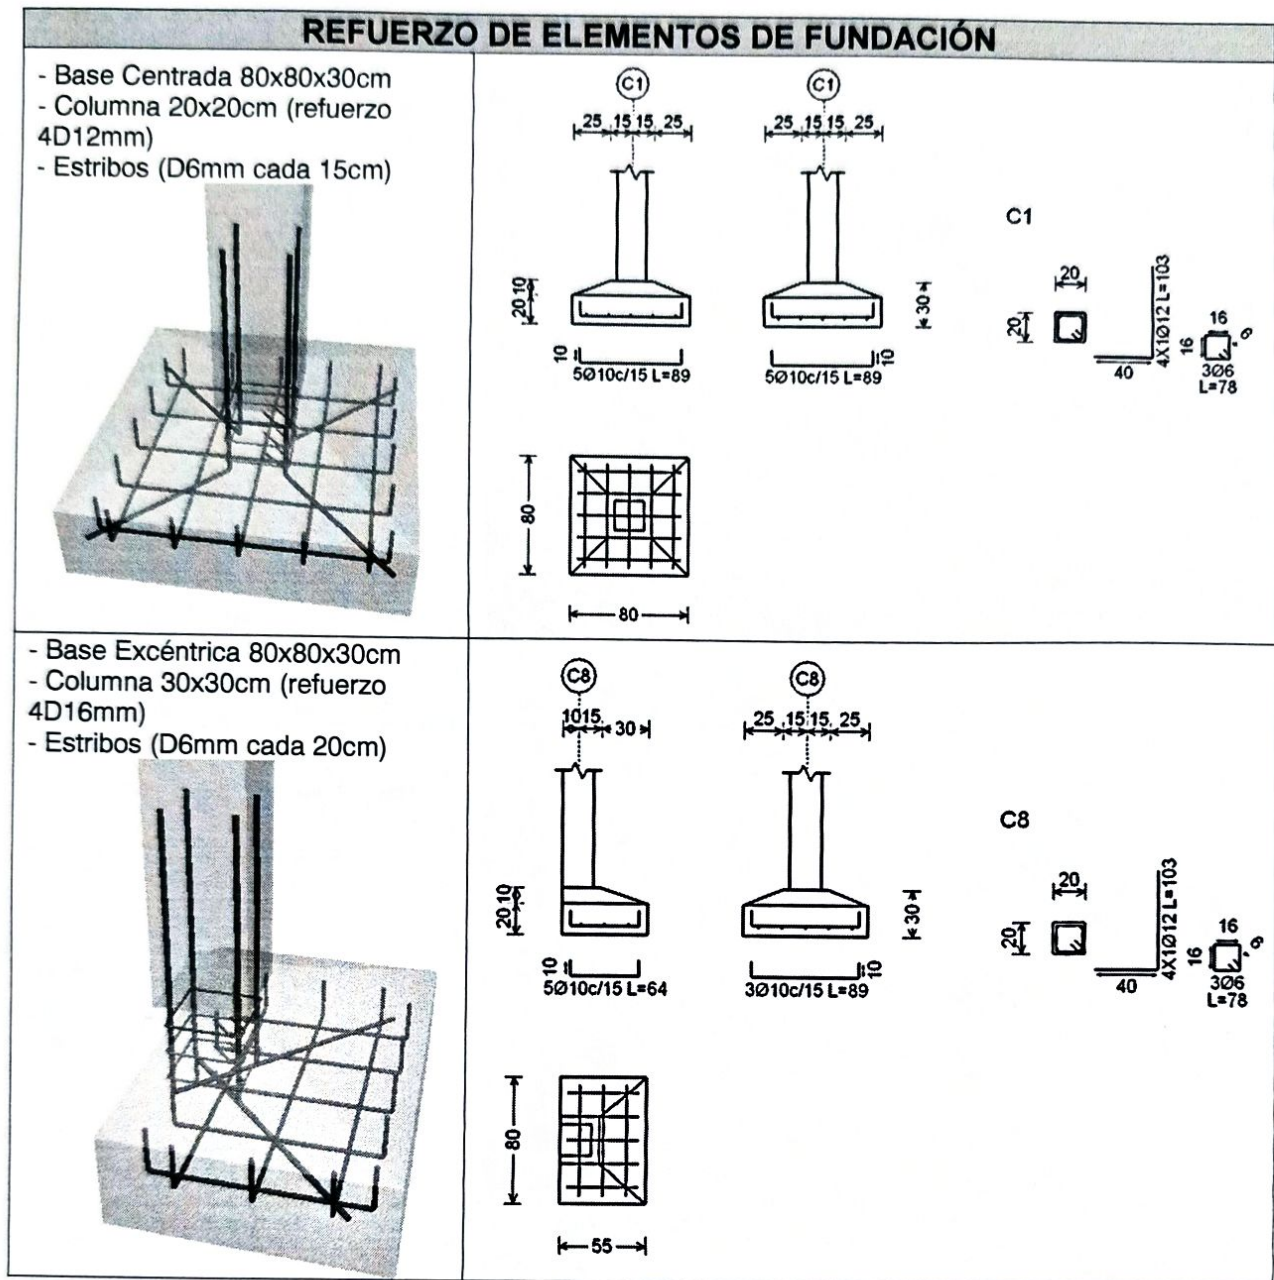 REFUERZO DE ELEMENTOS DE FUNDACIÓN
- Base Centrada 80x80x30cm
- Columna 20x20cm (refuerzo
4D12mm)
- Estribos (D6mm cada 15cm)
C1
C1
25 15 15 25
25 15 15 25
20 10
30
10
5Ø10c/15 L=89
5Ø10c/15 L=89
10
80
80
C1
20
20
40
4X1Ø12 L=103
16
16
6
3Ø6
L=78
- Base Excéntrica 80x80x30cm
- Columna 30x30cm (refuerzo
4D16mm)
- Estribos (D6mm cada 20cm)
C8
C8
10 15 30
25 15 15 25
20 10
30
10
5Ø10c/15 L=64
3Ø10c/15 L=89
10
80
55
C8
20
20
40
4X1Ø12 L=103
16
16
6
3Ø6
L=78